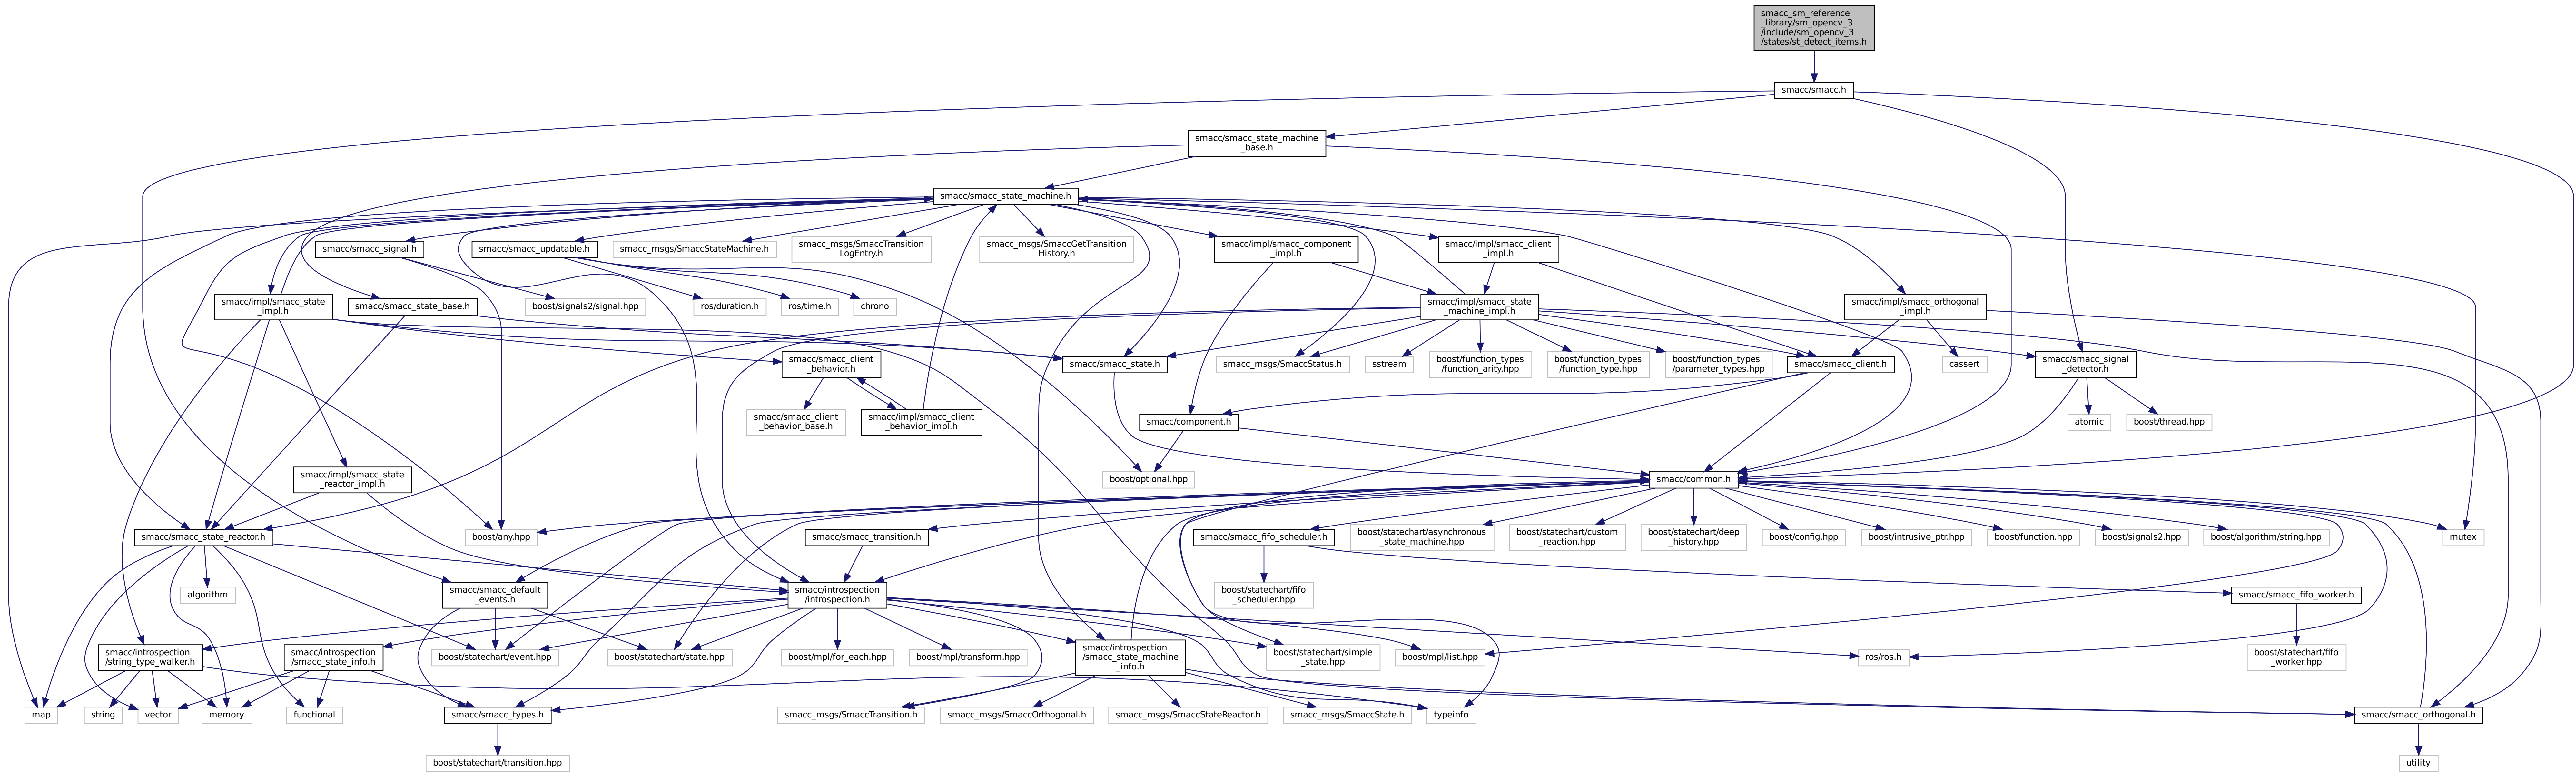 smacc_sm_reference
_library/sm_opencv_3
/include/sm_opencv_3
/states/st_detect_items.h
smacc/smacc.h
smacc/smacc_state_machine
_base.h
smacc/smacc_state_machine.h
smacc/smacc_signal.h
smacc/smacc_updatable.h
smacc_msgs/SmaccStateMachine.h
smacc_msgs/SmaccTransition
LogEntry.h
smacc_msgs/SmaccGetTransition
History.h
smacc/impl/smacc_component
_impl.h
smacc/impl/smacc_client
_impl.h
smacc/impl/smacc_state
_impl.h
smacc/smacc_state_base.h
boost/signals2/signal.hpp
ros/duration.h
ros/time.h
chrono
smacc/impl/smacc_state
_machine_impl.h
smacc/impl/smacc_orthogonal
_impl.h
smacc/smacc_client
_behavior.h
smacc/smacc_state.h
smacc_msgs/SmaccStatus.h
sstream
boost/function_types
/function_arity.hpp
boost/function_types
/function_type.hpp
boost/function_types
/parameter_types.hpp
smacc/smacc_client.h
cassert
smacc/smacc_signal
_detector.h
smacc/smacc_client
_behavior_base.h
smacc/impl/smacc_client
_behavior_impl.h
smacc/component.h
atomic
boost/thread.hpp
smacc/impl/smacc_state
_reactor_impl.h
boost/optional.hpp
smacc/common.h
smacc/smacc_state_reactor.h
boost/any.hpp
smacc/smacc_transition.h
smacc/smacc_fifo_scheduler.h
boost/statechart/asynchronous
_state_machine.hpp
boost/statechart/custom
_reaction.hpp
boost/statechart/deep
_history.hpp
boost/config.hpp
boost/intrusive_ptr.hpp
boost/function.hpp
boost/signals2.hpp
boost/algorithm/string.hpp
mutex
algorithm
smacc/smacc_default
_events.h
smacc/introspection
/introspection.h
boost/statechart/fifo
_scheduler.hpp
smacc/smacc_fifo_worker.h
smacc/introspection
/string_type_walker.h
smacc/introspection
/smacc_state_info.h
boost/statechart/event.hpp
boost/statechart/state.hpp
boost/mpl/for_each.hpp
boost/mpl/transform.hpp
smacc/introspection
/smacc_state_machine
_info.h
boost/statechart/simple
_state.hpp
boost/mpl/list.hpp
ros/ros.h
boost/statechart/fifo
_worker.hpp
map
string
vector
memory
functional
smacc/smacc_types.h
smacc_msgs/SmaccTransition.h
smacc_msgs/SmaccOrthogonal.h
smacc_msgs/SmaccStateReactor.h
smacc_msgs/SmaccState.h
typeinfo
smacc/smacc_orthogonal.h
boost/statechart/transition.hpp
utility